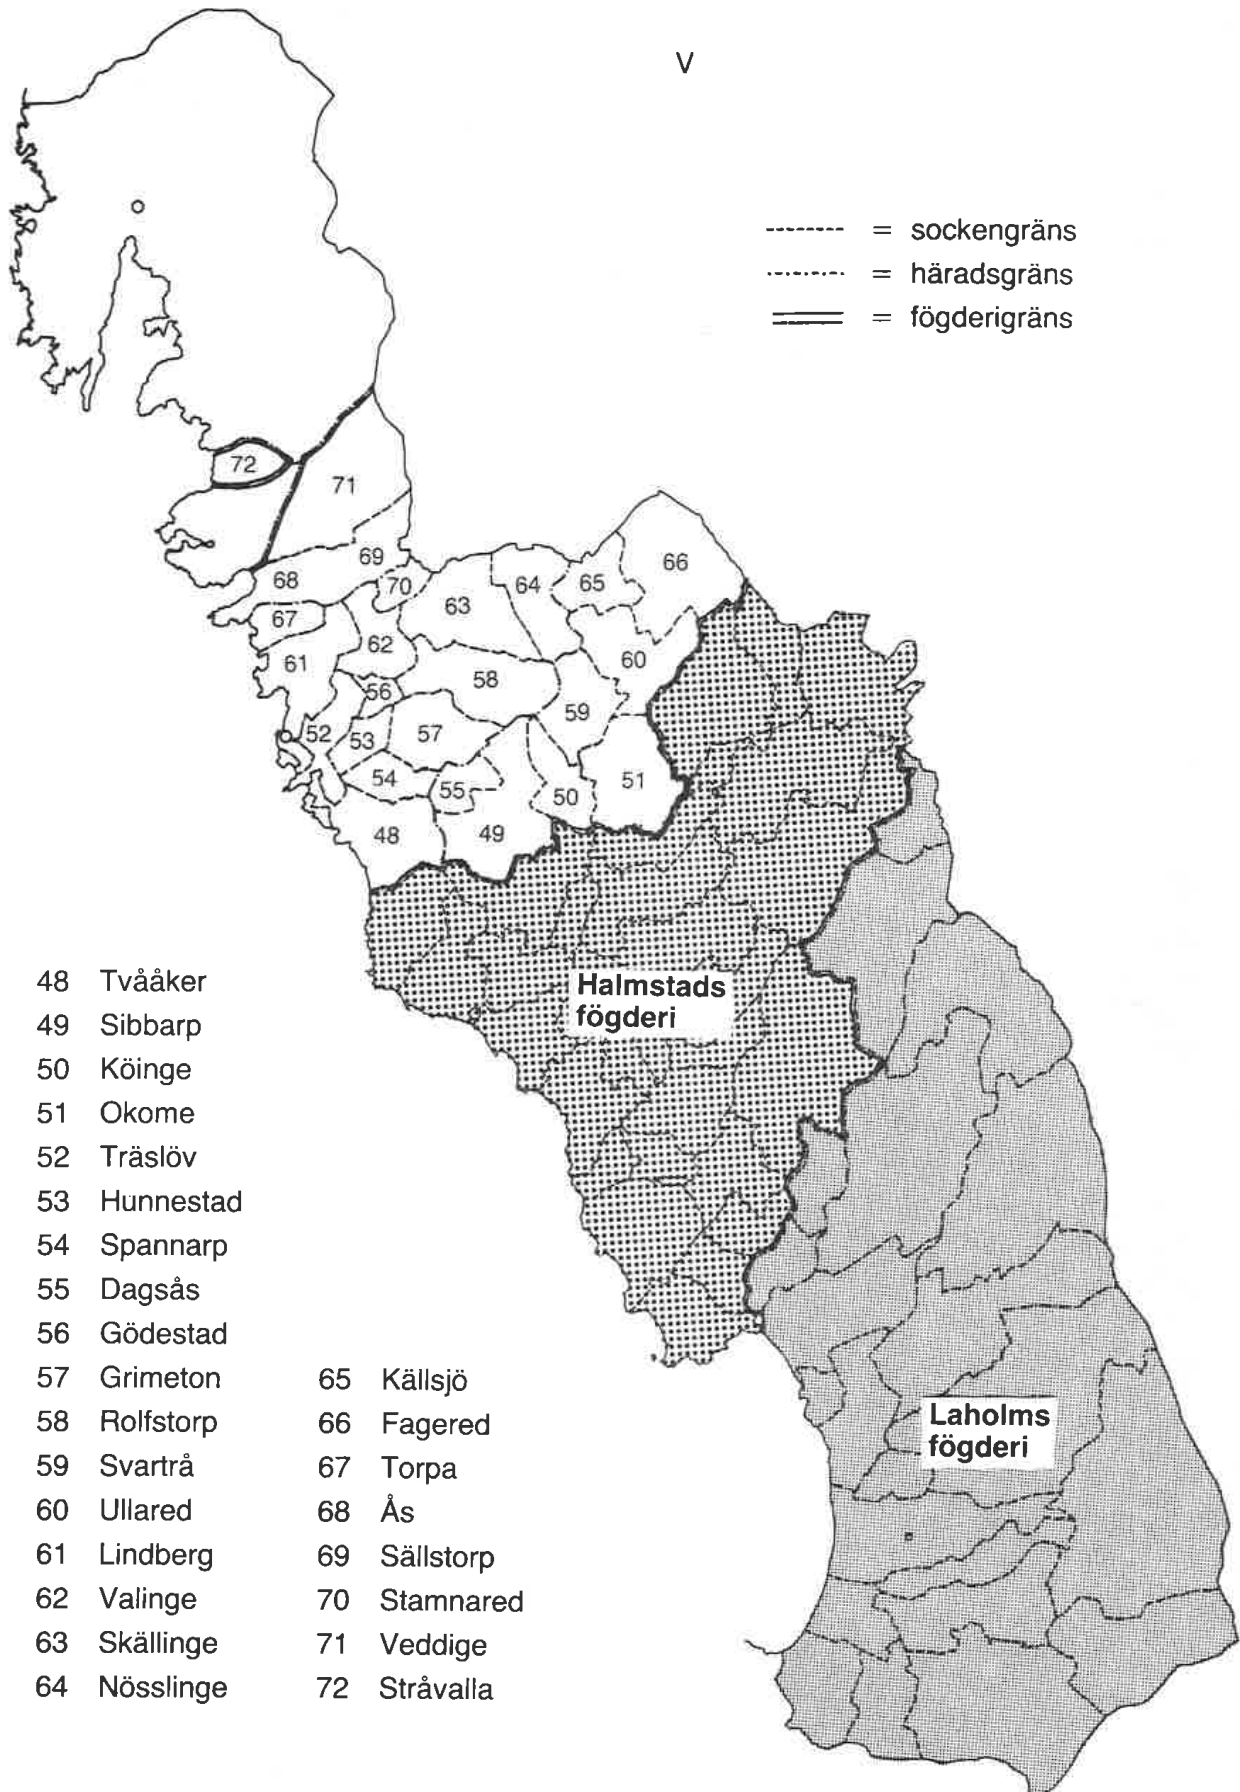 V
= sockengräns
= häradsgräns
= fögderigräns
72
71
69
66
68
70
64
65
63
67
62
61
60
58
56
59
52
53
57
51
54
55
50
48
49
Halmstads
fögderi
Laholms
fögderi
48 Tvååker
49 Sibbarp
50 Köinge
51 Okome
52 Träslöv
53 Hunnestad
54 Spannarp
55 Dagsås
56 Gödestad
57 Grimeton
58 Rolfstorp
59 Svartrå
60 Ullared
61 Lindberg
62 Valinge
63 Skällinge
64 Nösslinge
65 Källsjö
66 Fagered
67 Torpa
68 Ås
69 Sällstorp
70 Stamnared
71 Veddige
72 Stråvalla